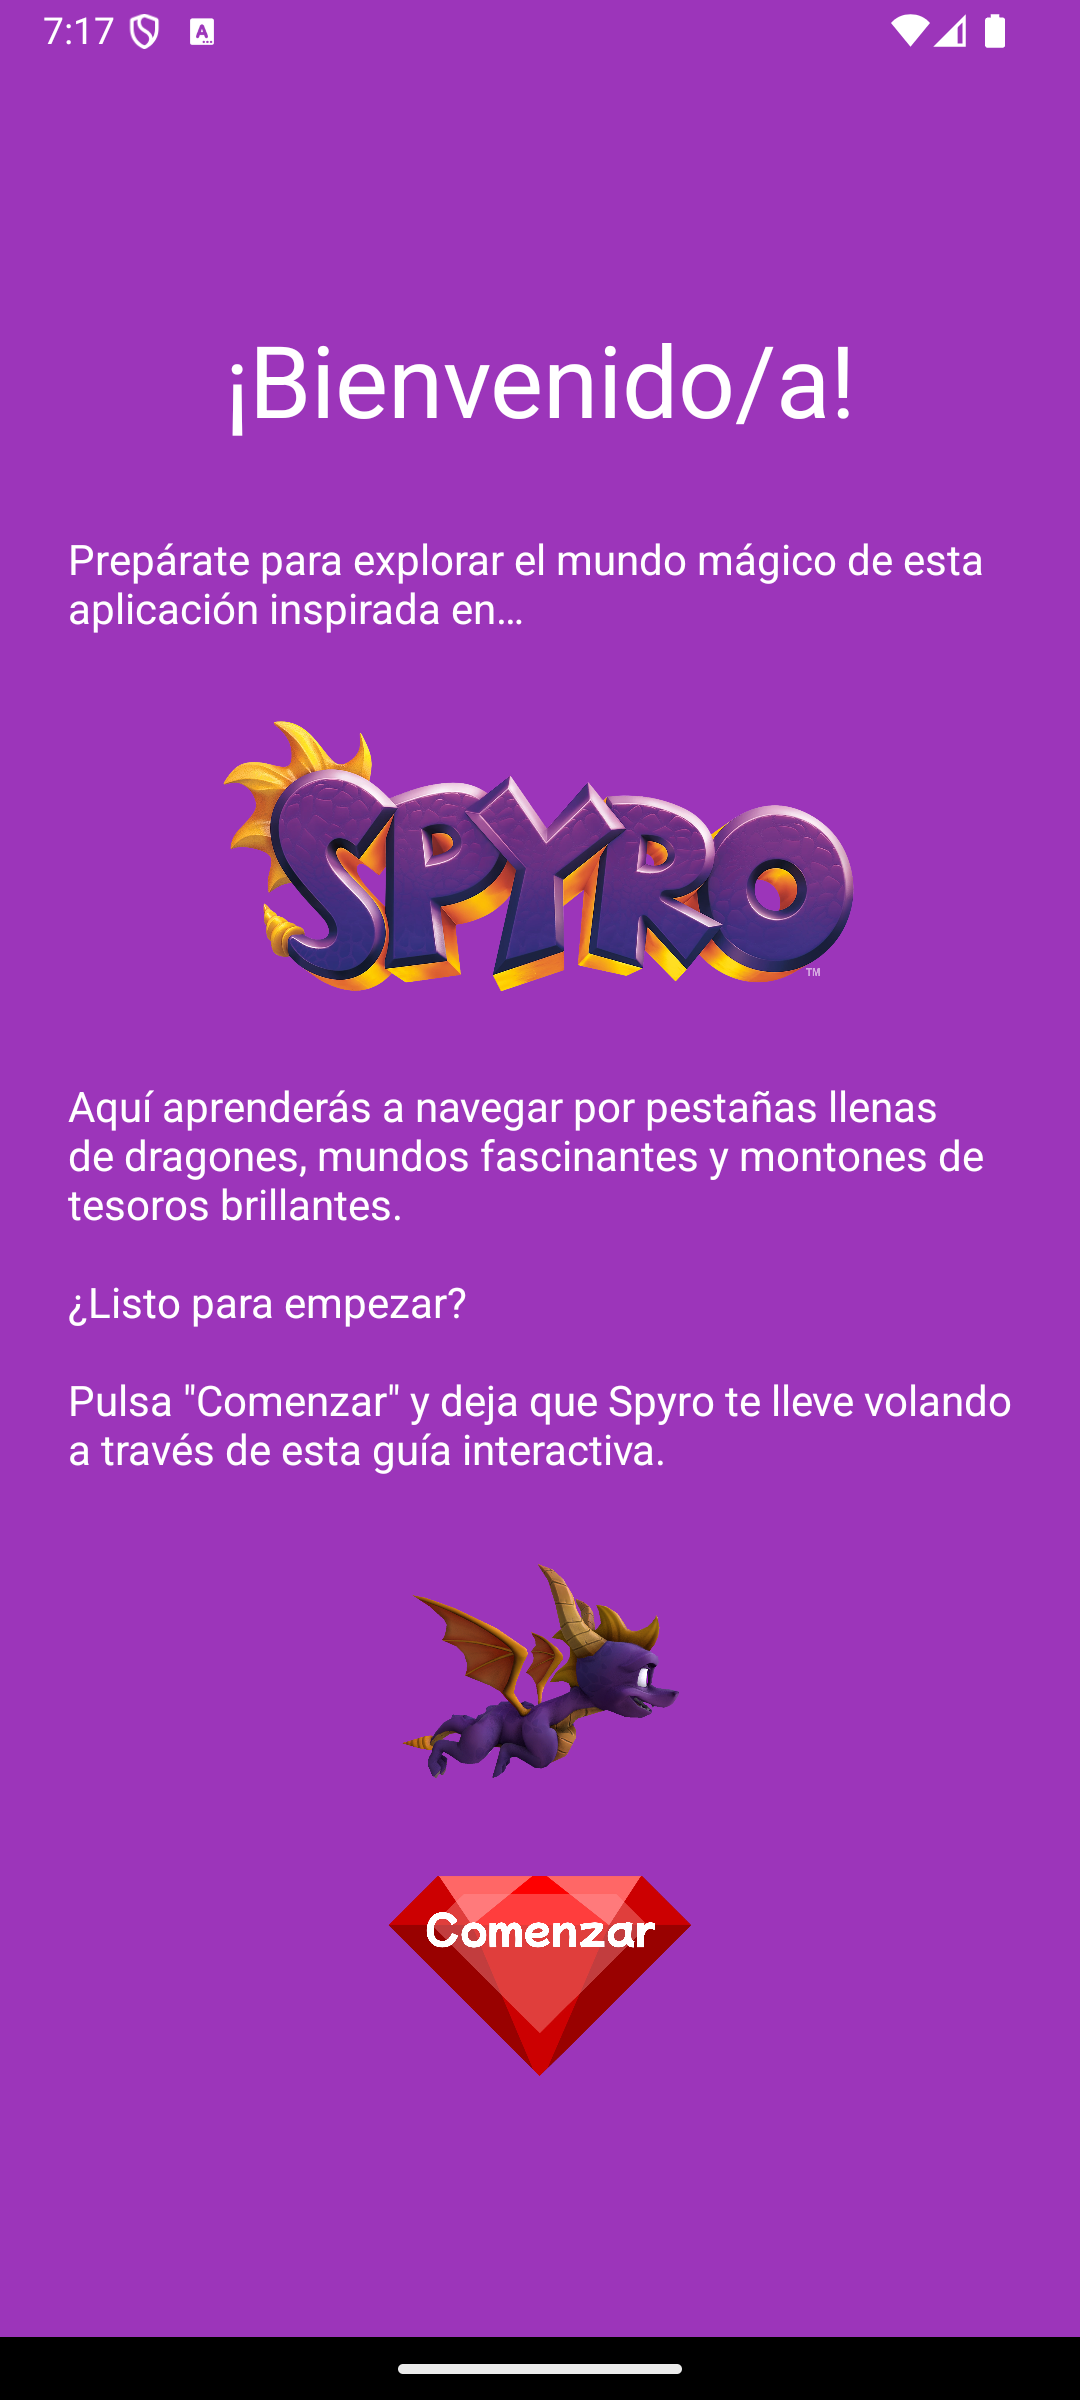 7:17
¡Bienvenido/a!
Prepárate para explorar el mundo mágico de esta
aplicación inspirada en...
SPYRO
TM
Aquí aprenderás a navegar por pestañas llenas
de dragones, mundos fascinantes y montones de
tesoros brillantes.
¿Listo para empezar?
Pulsa "Comenzar" y deja que Spyro te lleve volando
a través de esta guía interactiva.
Comenzar